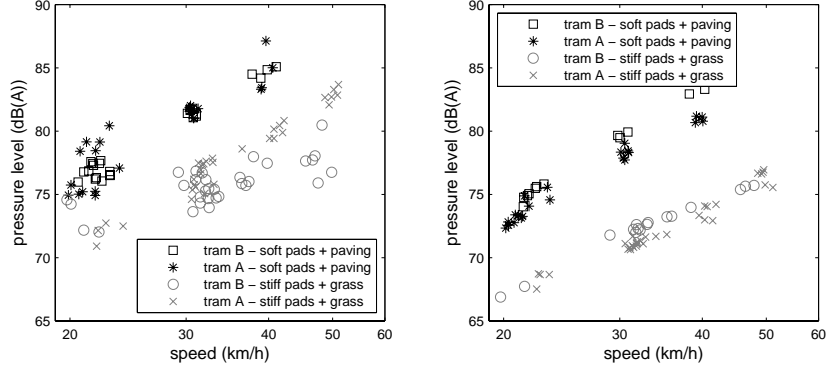 90
85
80
75
70
65
20
30
40
50
60
pressure level (dB(A))
speed (km/h)
tram B − soft pads + paving
tram A − soft pads + paving
tram B − stiff pads + grass
tram A − stiff pads + grass
90
85
80
75
70
65
20
30
40
50
60
pressure level (dB(A))
speed (km/h)
tram B − soft pads + paving
tram A − soft pads + paving
tram B − stiff pads + grass
tram A − stiff pads + grass